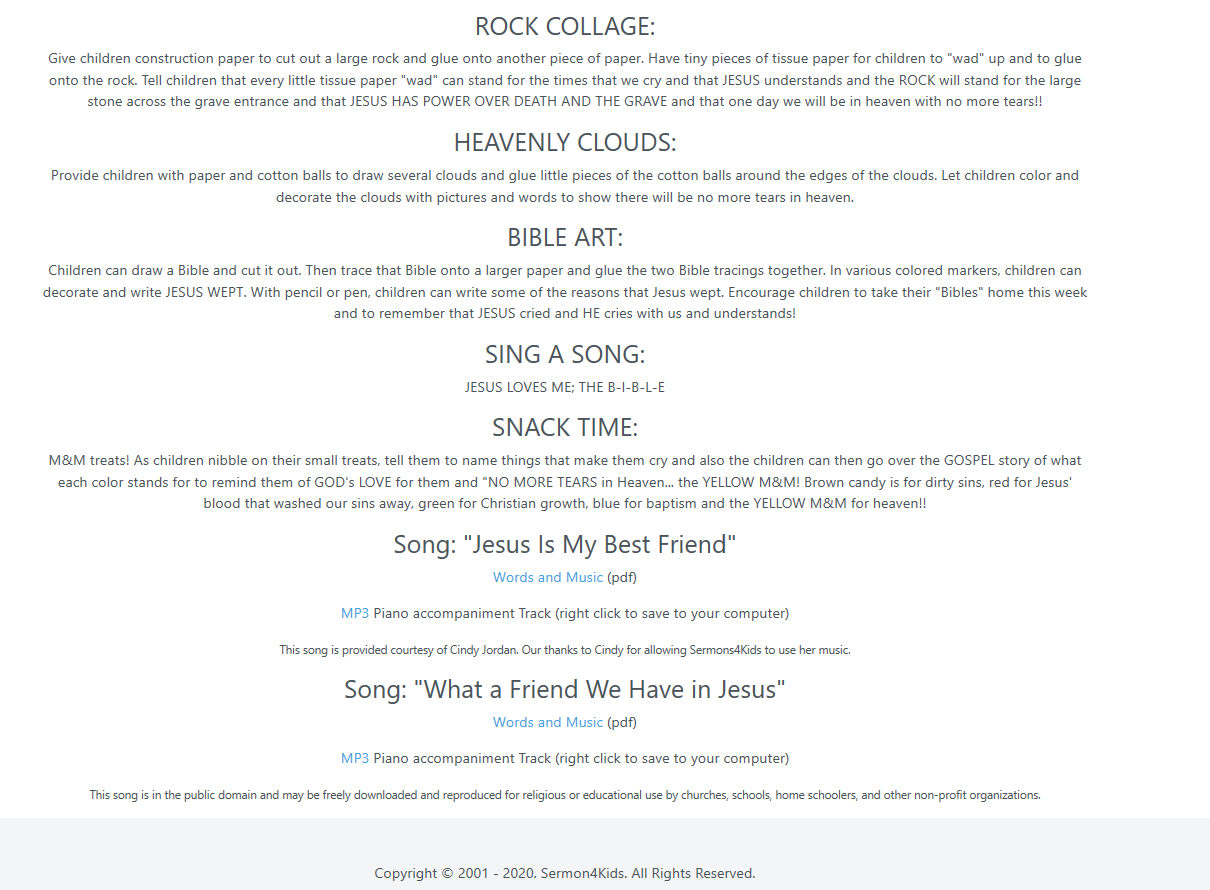 ROCK COLLAGE:
Give children construction paper to cut out a large rock and glue onto another piece of paper. Have tiny pieces of tissue paper for children to "wad" up and to glue
onto the rock. Tell children that every little tissue paper "wad" can stand for the times that we cry and that JESUS understands and the ROCK will stand for the large
stone across the grave entrance and that JESUS HAS POWER OVER DEATH AND THE GRAVE and that one day we will be in heaven with no more tears!!
HEAVENLY CLOUDS:
Provide children with paper and cotton balls to draw several clouds and glue little pieces of the cotton balls around the edges of the clouds. Let children color and
decorate the clouds with pictures and words to show there will be no more tears in heaven.
BIBLE ART:
Children can draw a Bible and cut it out. Then trace that Bible onto a larger paper and glue the two Bible tracings together. In various colored markers, children can
decorate and write JESUS WEPT. With pencil or pen, children can write some of the reasons that Jesus wept. Encourage children to take their "Bibles" home this week
and to remember that JESUS cried and HE cries with us and understands!
SING A SONG:
JESUS LOVES ME; THE B-I-B-L-E
SNACK TIME:
M&M treats! As children nibble on their small treats, tell them to name things that make them cry and also the children can then go over the GOSPEL story of what
each color stands for to remind them of GOD's LOVE for them and "NO MORE TEARS in Heaven... the YELLOW M&M! Brown candy is for dirty sins, red for Jesus'
blood that washed our sins away, green for Christian growth, blue for baptism and the YELLOW M&M for heaven!!
Song: "Jesus Is My Best Friend"
Words and Music (pdf)
MP3 Piano accompaniment Track (right click to save to your computer)
This song is provided courtesy of Cindy Jordan. Our thanks to Cindy for allowing Sermons4Kids to use her music.
Song: "What a Friend We Have in Jesus"
Words and Music (pdf)
MP3 Piano accompaniment Track (right click to save to your computer)
This song is in the public domain and may be freely downloaded and reproduced for religious or educational use by churches, schools, home schoolers, and other non-profit organizations.
Copyright © 2001 - 2020. Sermon4Kids. All Rights Reserved.